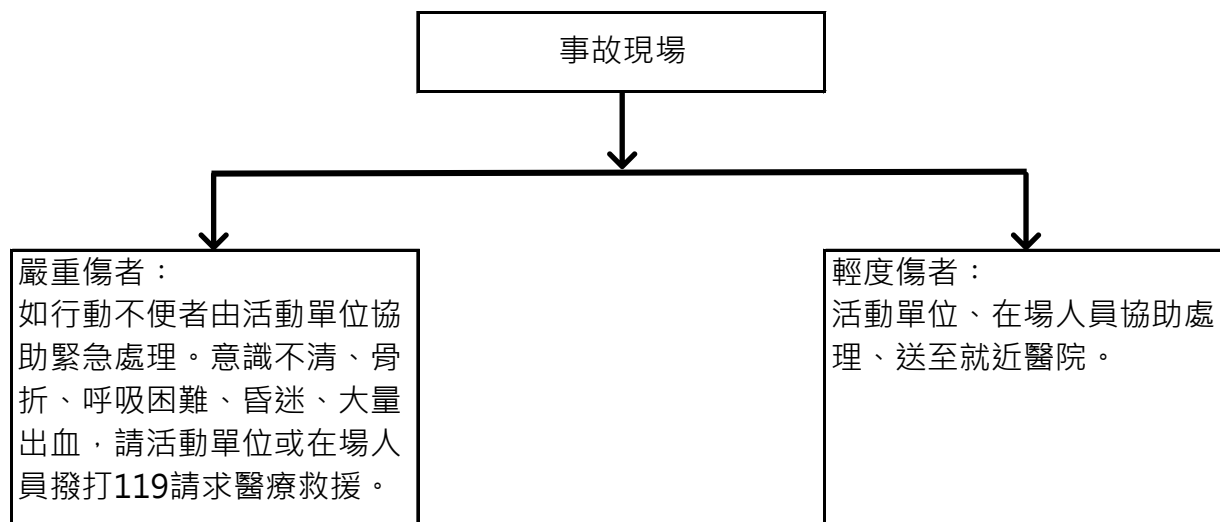 事故現場
嚴重傷者：
如行動不便者由活動單位協
助緊急處理。意識不清、骨
折、呼吸困難、昏迷、大量
出血，請活動單位或在場人
員撥打119請求醫療救援。
輕度傷者：
活動單位、在場人員協助處
理、送至就近醫院。